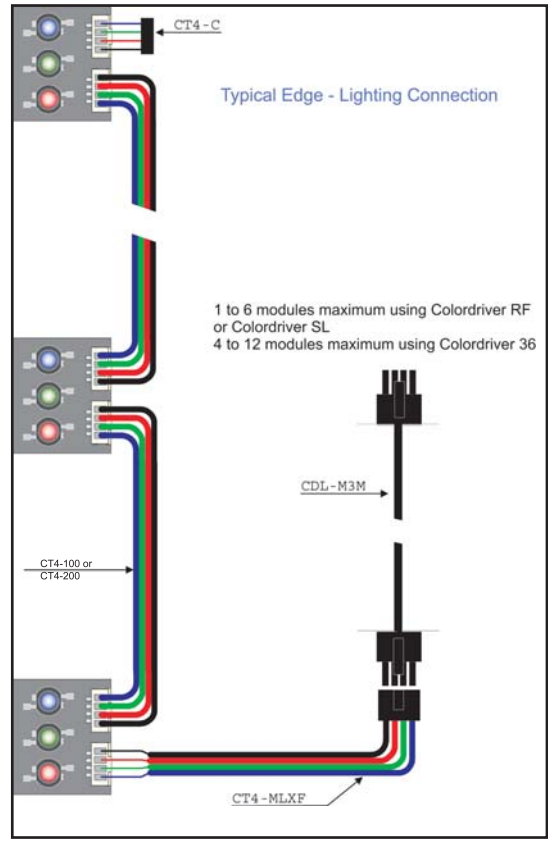 CT4-C
Typical Edge - Lighting Connection
1 to 6 modules maximum using Colordriver RF
or Colordriver SL
4 to 12 modules maximum using Colordriver 36
CDL-M3M
CT4-100 or
CT4-200
CT4-MLXF